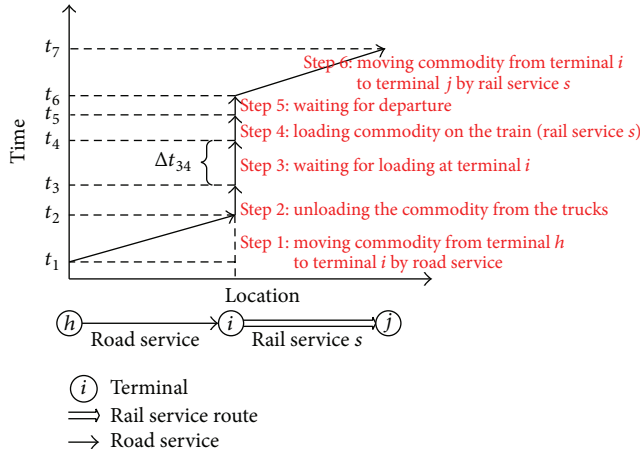 t7
Step 6: moving commodity from terminal i
to terminal j by rail service s
t6
Step 5: waiting for departure
t5
Step 4: loading commodity on the train (rail service s)
t4
Δt34
Step 3: waiting for loading at terminal i
t3
Step 2: unloading the commodity from the trucks
t2
Step 1: moving commodity from terminal h
to terminal i by road service
t1
Time
Location
h i j
Road service Rail service s
i Terminal
Rail service route
Road service